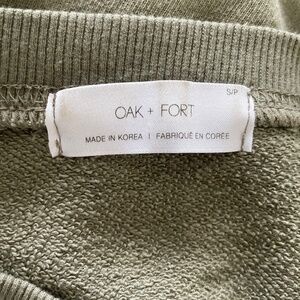 S/P
OAK + FORT
MADE IN KOREA | FABRIQUÉ EN CORÉE